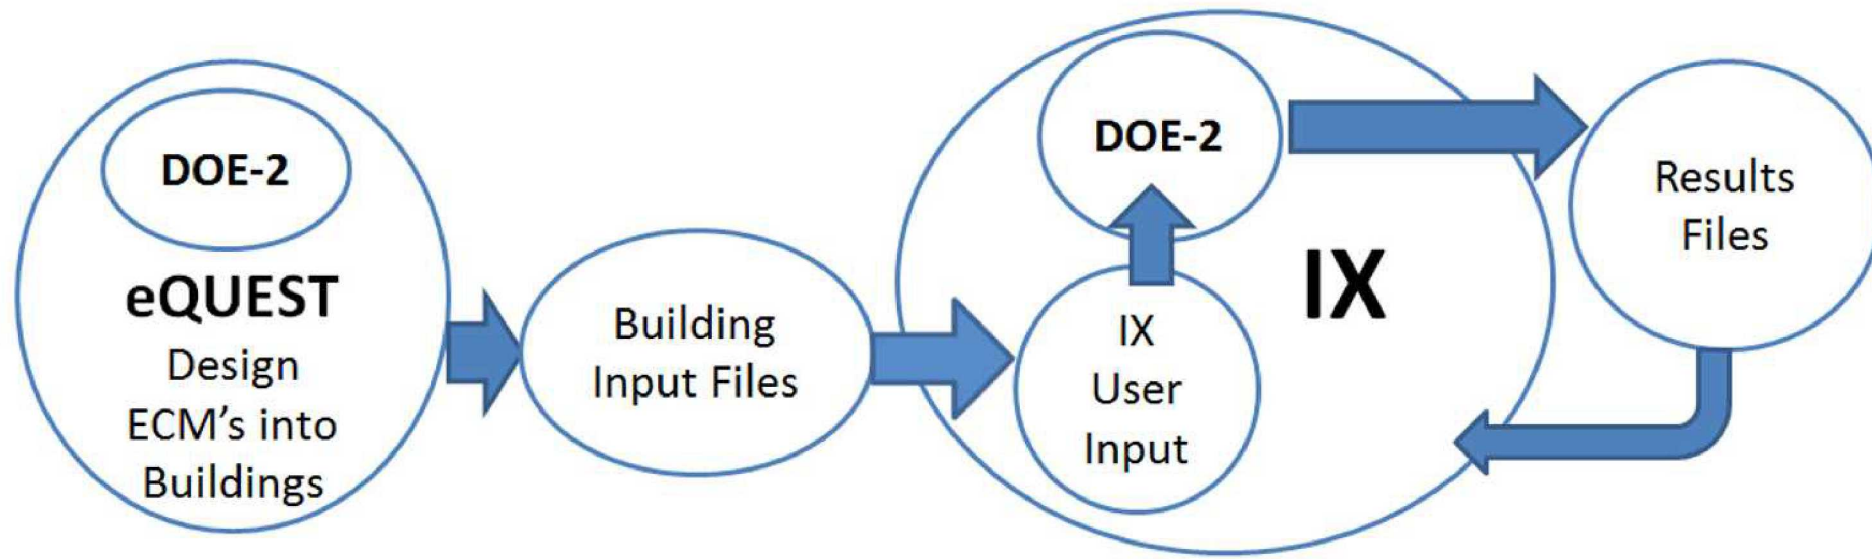 DOE-2
eQUEST
Design
ECM’s into
Buildings
Building
Input Files
DOE-2
IX
User
Input
IX
Results
Files